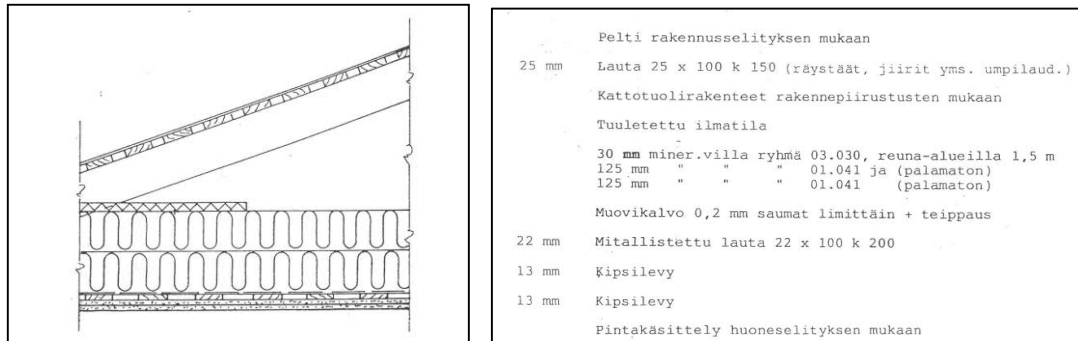 Pelti rakennusselityksen mukaan
25 mm Lauta 25 x 100 k 150 (räystäät, jiirit yms. umpilaud.)
Kattotuolirakenteet rakennepiirustusten mukaan
Tuuletettu ilmatila
30 mm miner.villa ryhmä 03.030, reuna-alueilla 1,5 m
125 mm " " " 01.041 ja (palamaton)
125 mm " " " 01.041 (palamaton)
Muovikalvo 0,2 mm saumat limittäin + teippaus
22 mm Mitallistettu lauta 22 x 100 k 200
13 mm Kipsilevy
13 mm Kipsilevy
Pintakäsittely huoneselityksen mukaan